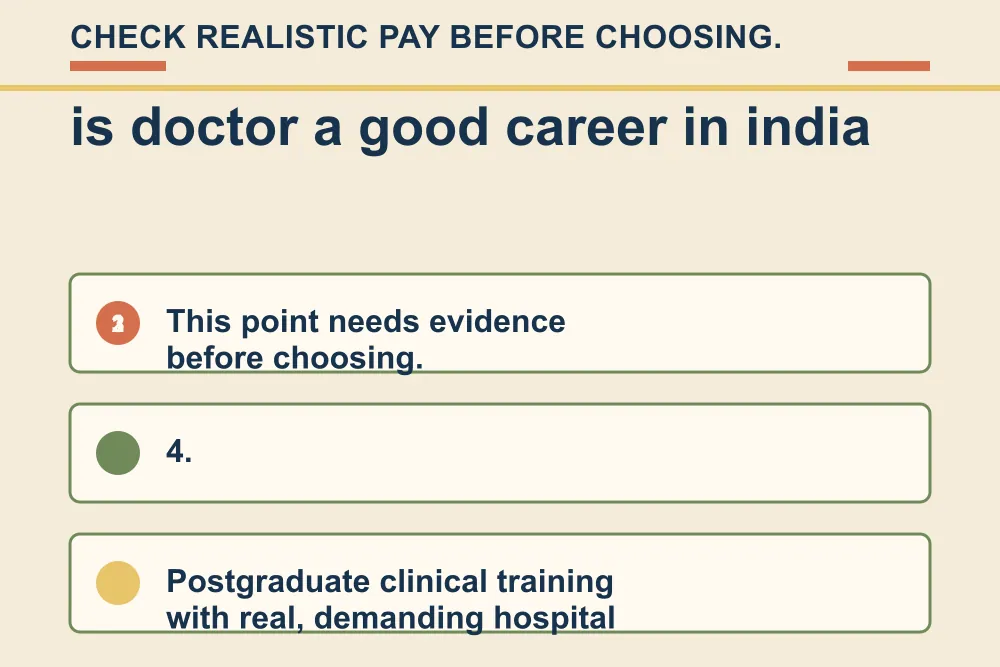 CHECK REALISTIC PAY BEFORE CHOOSING.
is doctor a good career in india
This point needs evidence
before choosing.
4.
Postgraduate clinical training
with real, demanding hospital